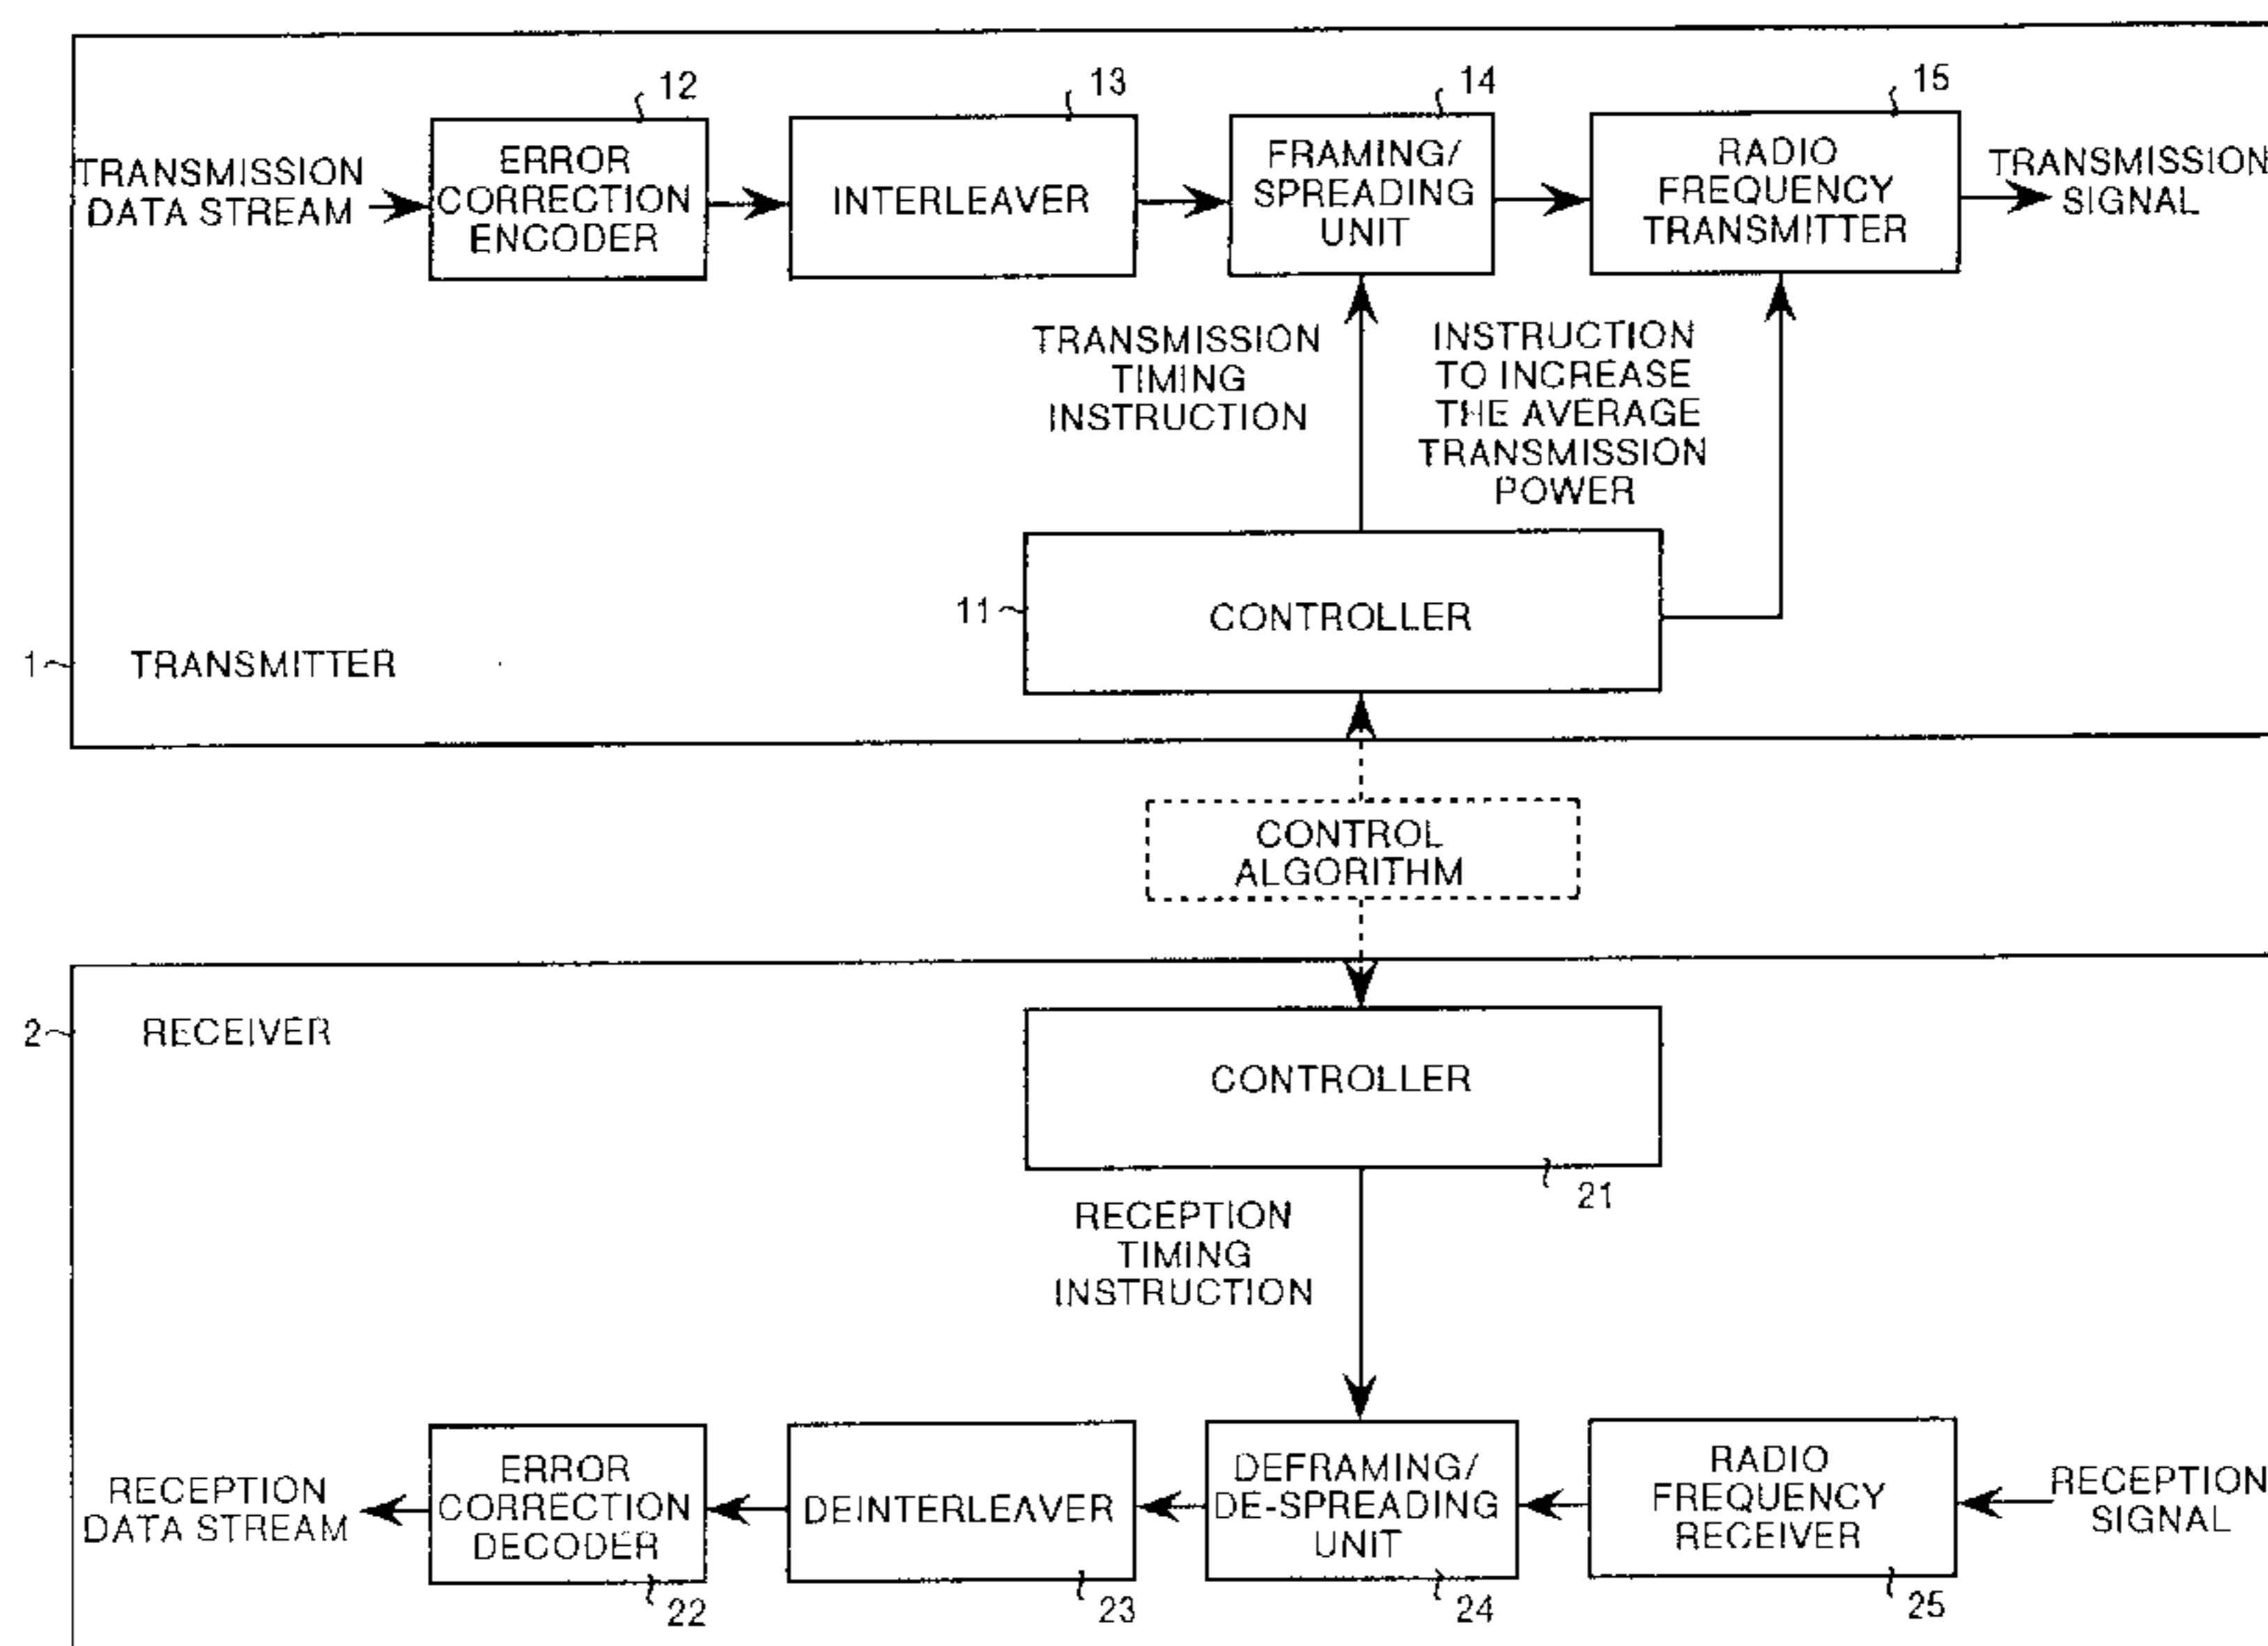 12
13
14
15
TRANSMISSION
DATA STREAM
ERROR
CORRECTION
ENCODER
INTERLEAVER
FRAMING/
SPREADING
UNIT
RADIO
FREQUENCY
TRANSMITTER
TRANSMISSION
SIGNAL
TRANSMISSION
TIMING
INSTRUCTION
INSTRUCTION
TO INCREASE
THE AVERAGE
TRANSMISSION
POWER
11
CONTROLLER
1
TRANSMITTER
CONTROL
ALGORITHM
2
RECEIVER
CONTROLLER
21
RECEPTION
TIMING
INSTRUCTION
RECEPTION
DATA STREAM
ERROR
CORRECTION
DECODER
DEINTERLEAVER
DEFRAMING/
DE-SPREADING
UNIT
RADIO
FREQUENCY
RECEIVER
RECEPTION
SIGNAL
22
23
24
25